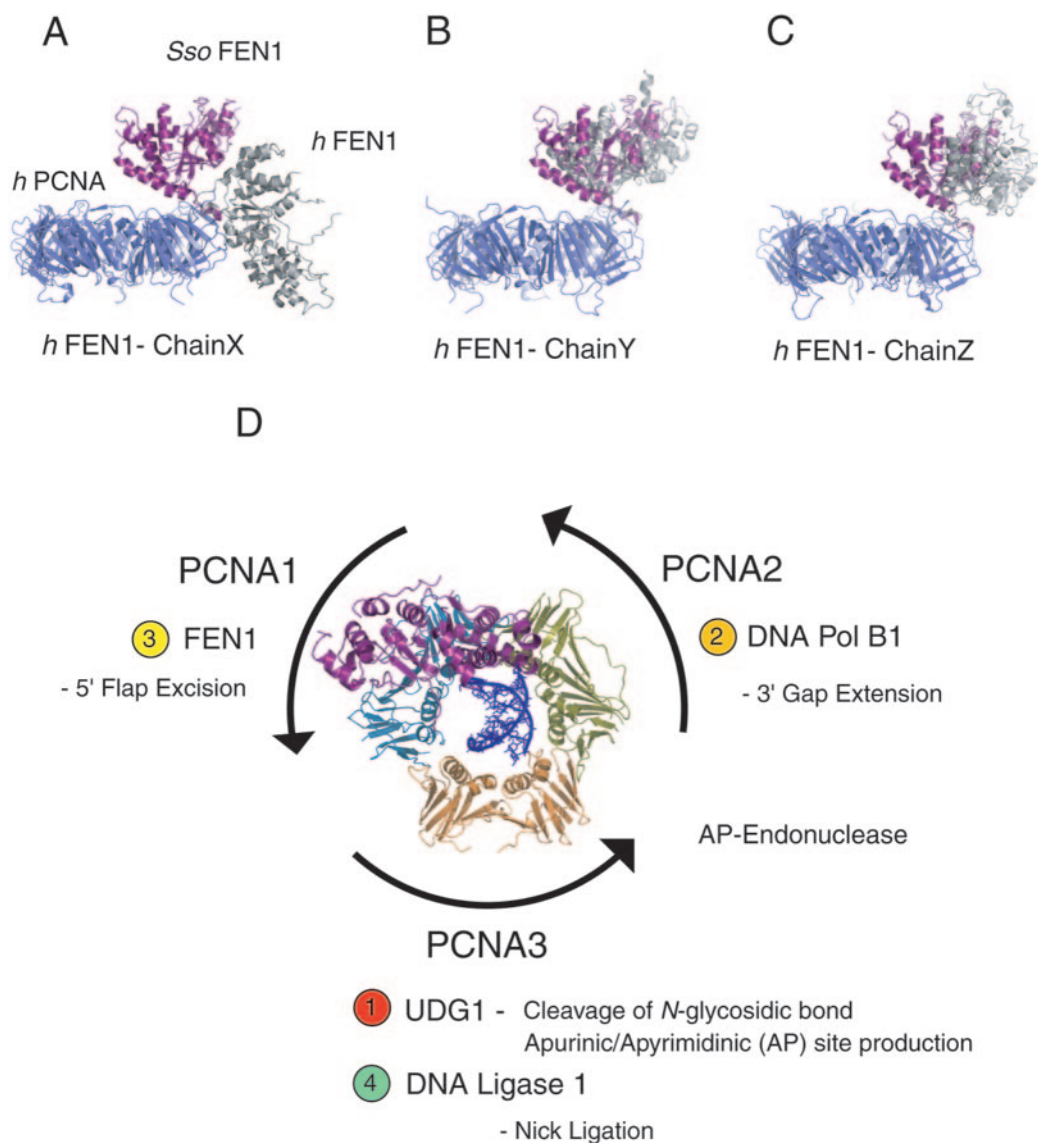 A
B
C
Sso FEN1
h FEN1
h PCNA
h FEN1- ChainX
h FEN1- ChainY
h FEN1- ChainZ
D
PCNA1
PCNA2
3 FEN1
2 DNA Pol B1
- 5' Flap Excision
- 3' Gap Extension
AP-Endonuclease
PCNA3
1 UDG1 - Cleavage of N-glycosidic bond
Apurinic/Apyrimidinic (AP) site production
4 DNA Ligase 1
- Nick Ligation